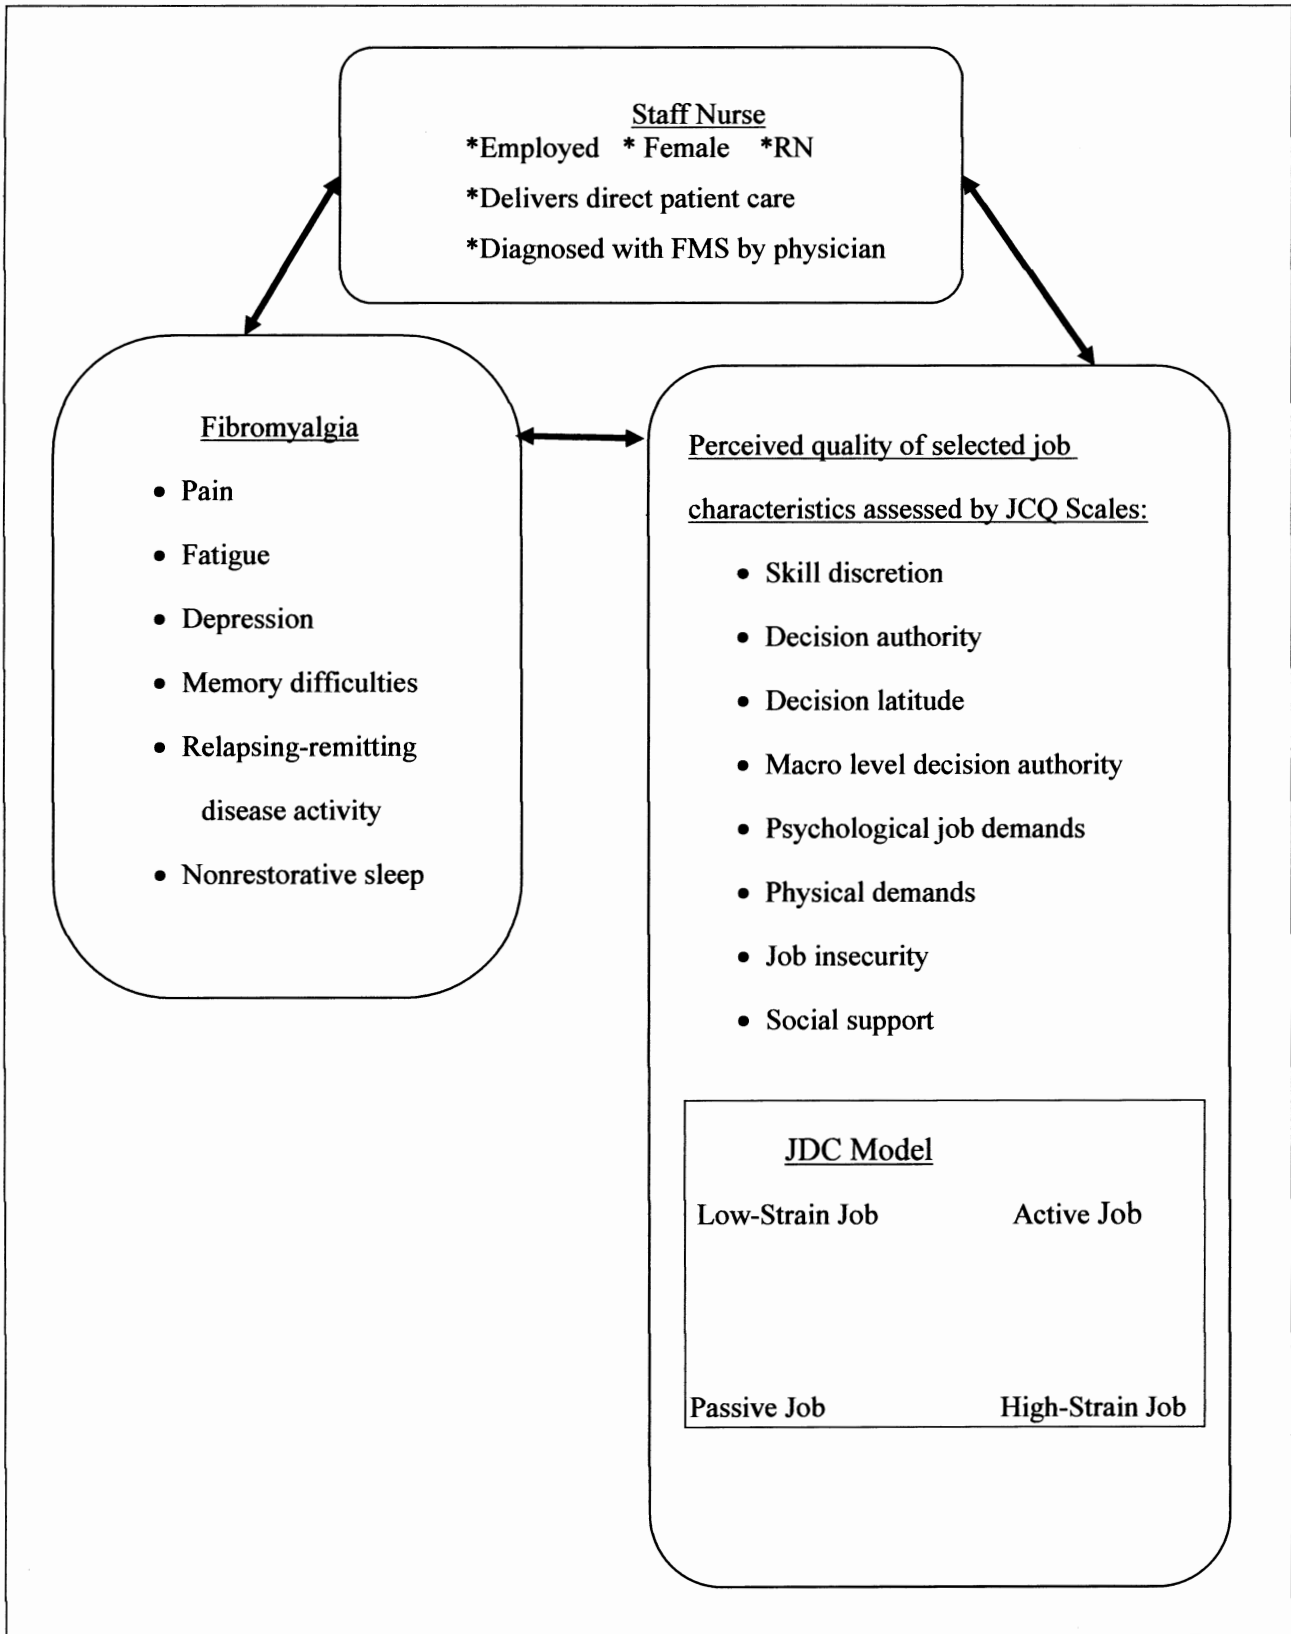 Staff Nurse
*Employed * Female *RN
*Delivers direct patient care
*Diagnosed with FMS by physician
Fibromyalgia
• Pain
• Fatigue
• Depression
• Memory difficulties
• Relapsing-remitting
disease activity
• Nonrestorative sleep
Perceived quality of selected job
characteristics assessed by JCQ Scales:
• Skill discretion
• Decision authority
• Decision latitude
• Macro level decision authority
• Psychological job demands
• Physical demands
• Job insecurity
• Social support
JDC Model
Low-Strain Job Active Job
Passive Job High-Strain Job